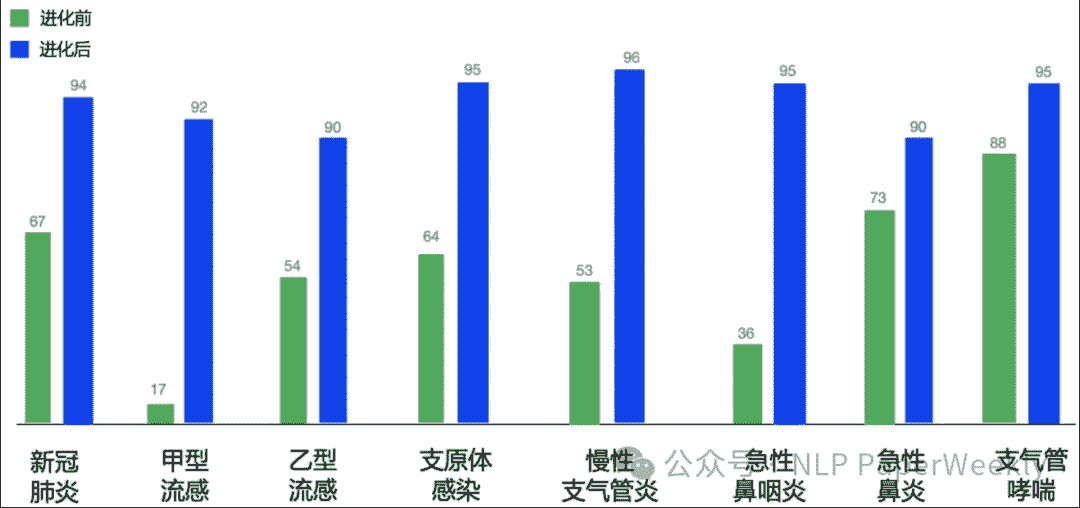 进化前
进化后
94
92
90
95
96
95
90
95
67
17
54
64
53
36
73
88
新冠
肺炎
甲型
流感
乙型
流感
支原体
感染
慢性
支气管炎
急性
鼻咽炎
急性
鼻炎
支气管
哮喘
公众号 · NLP PaperWeekly